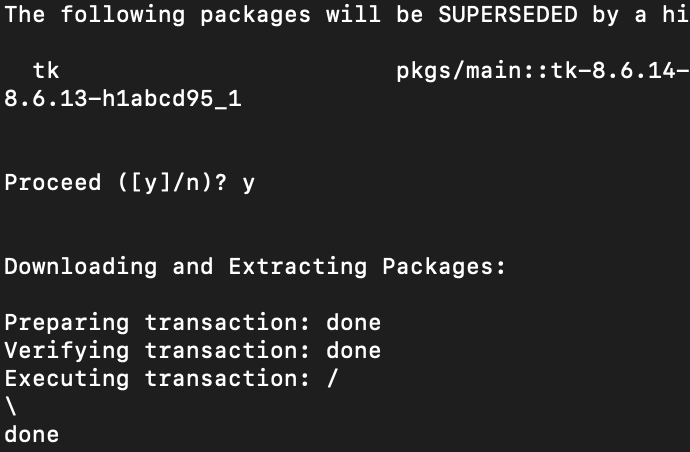 The following packages will be SUPERSEDED by a hi
tk pkgs/main::tk-8.6.14-
8.6.13-h1abcd95_1
Proceed ([y]/n)? y
Downloading and Extracting Packages:
Preparing transaction: done
Verifying transaction: done
Executing transaction: /
\
done